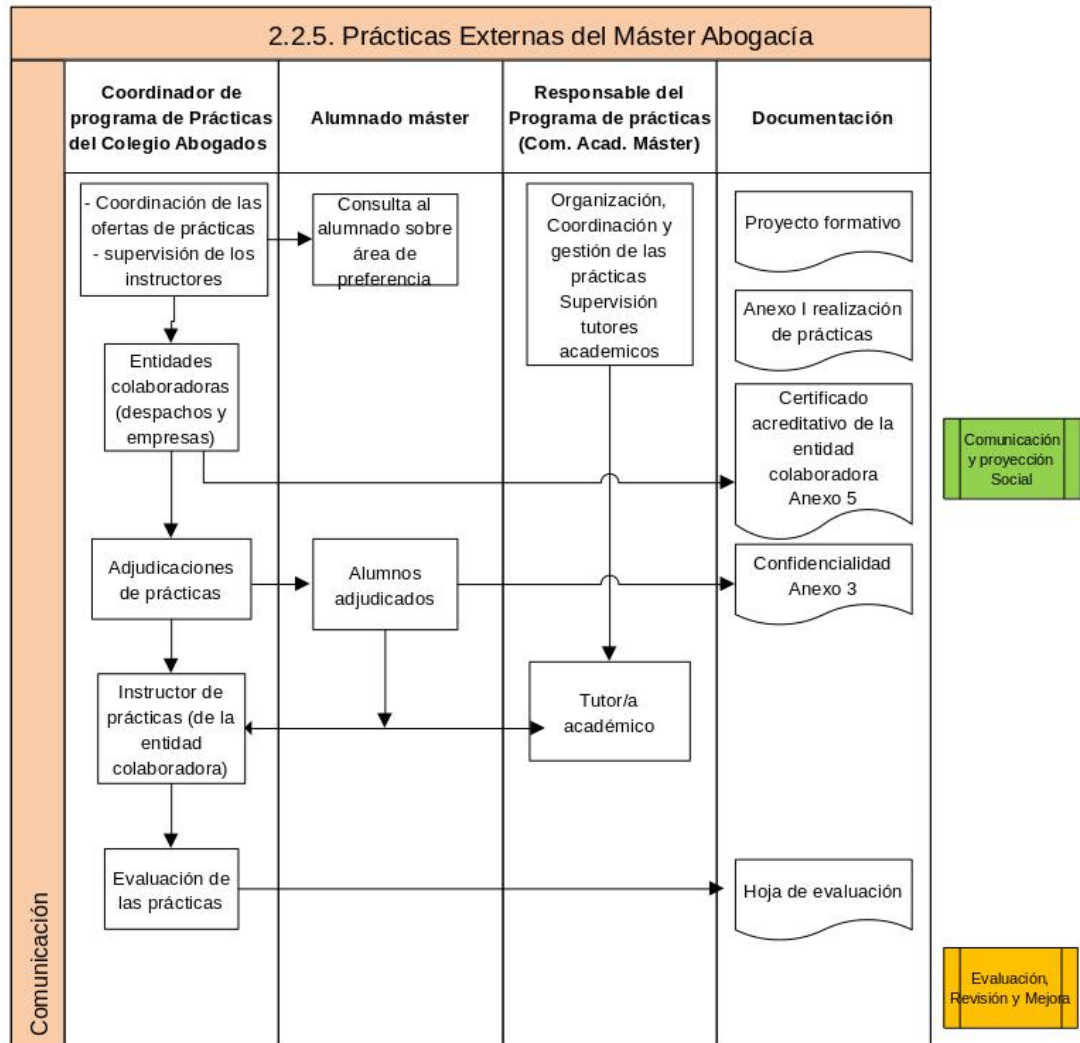 2.2.5. Prácticas Externas del Máster Abogacía
Coordinador de
programa de Prácticas
del Colegio Abogados
Alumnado máster
Responsable del
Programa de prácticas
(Com. Acad. Máster)
Documentación
- Coordinación de las
ofertas de prácticas
- supervisión de los
instructores
Consulta al
alumnado sobre
área de
preferencia
Organización,
Coordinación y
gestión de las
prácticas
Supervisión
tutores
academicos
Proyecto formativo
Anexo I realización
de prácticas
Entidades
colaboradoras
(despachos y
empresas)
Certificado
acreditativo de la
entidad
colaboradora
Anexo 5
Comunicación
y proyección
Social
Adjudicaciones
de prácticas
Alumnos
adjudicados
Confidencialidad
Anexo 3
Instructor de
prácticas (de la
entidad
colaboradora)
Tutor/a
académico
Evaluación de
las prácticas
Hoja de evaluación
Comunicación
Evaluación,
Revisión y Mejora